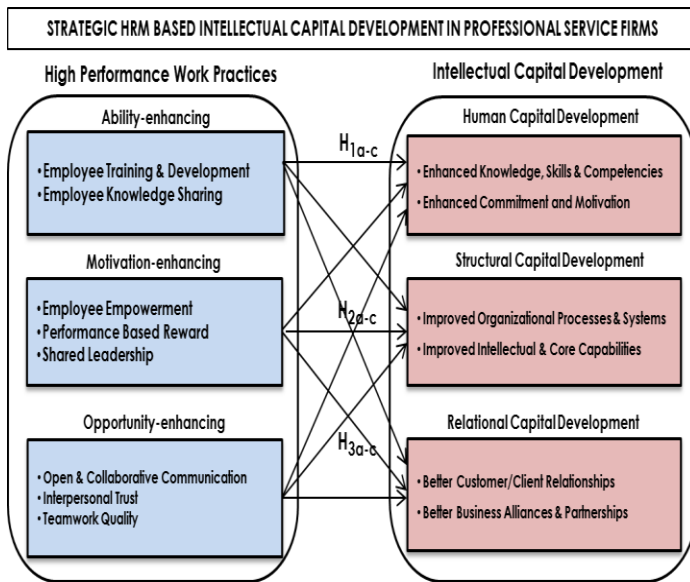 STRATEGIC HRM BASED INTELLECTUAL CAPITAL DEVELOPMENT IN PROFESSIONAL SERVICE FIRMS
High Performance Work Practices
Ability-enhancing
• Employee Training & Development
• Employee Knowledge Sharing
Motivation-enhancing
• Employee Empowerment
• Performance Based Reward
• Shared Leadership
Opportunity-enhancing
• Open & Collaborative Communication
• Interpersonal Trust
• Teamwork Quality
H1a-c
H2a-c
H3a-c
Intellectual Capital Development
Human Capital Development
• Enhanced Knowledge, Skills & Competencies
• Enhanced Commitment and Motivation
Structural Capital Development
• Improved Organizational Processes & Systems
• Improved Intellectual & Core Capabilities
Relational Capital Development
• Better Customer/Client Relationships
• Better Business Alliances & Partnerships